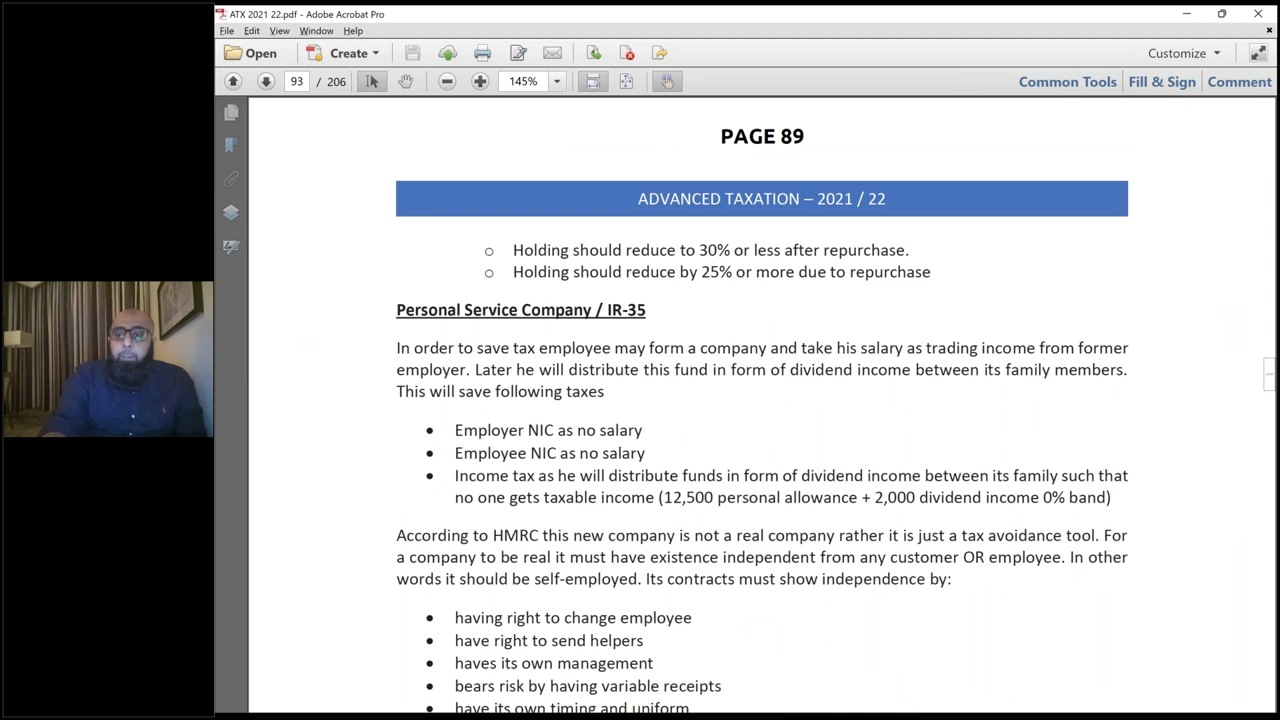 ATX 2021 22.pdf - Adobe Acrobat Pro
File Edit View Window Help
Open Create Customize
93 / 206 145% Common Tools Fill & Sign Comment
PAGE 89
ADVANCED TAXATION – 2021 / 22
o Holding should reduce to 30% or less after repurchase.
o Holding should reduce by 25% or more due to repurchase
Personal Service Company / IR-35
In order to save tax employee may form a company and take his salary as trading income from former
employer. Later he will distribute this fund in form of dividend income between its family members.
This will save following taxes
• Employer NIC as no salary
• Employee NIC as no salary
• Income tax as he will distribute funds in form of dividend income between its family such that
no one gets taxable income (12,500 personal allowance + 2,000 dividend income 0% band)
According to HMRC this new company is not a real company rather it is just a tax avoidance tool. For
a company to be real it must have existence independent from any customer OR employee. In other
words it should be self-employed. Its contracts must show independence by:
• having right to change employee
• have right to send helpers
• haves its own management
• bears risk by having variable receipts
• have its own timing and uniform